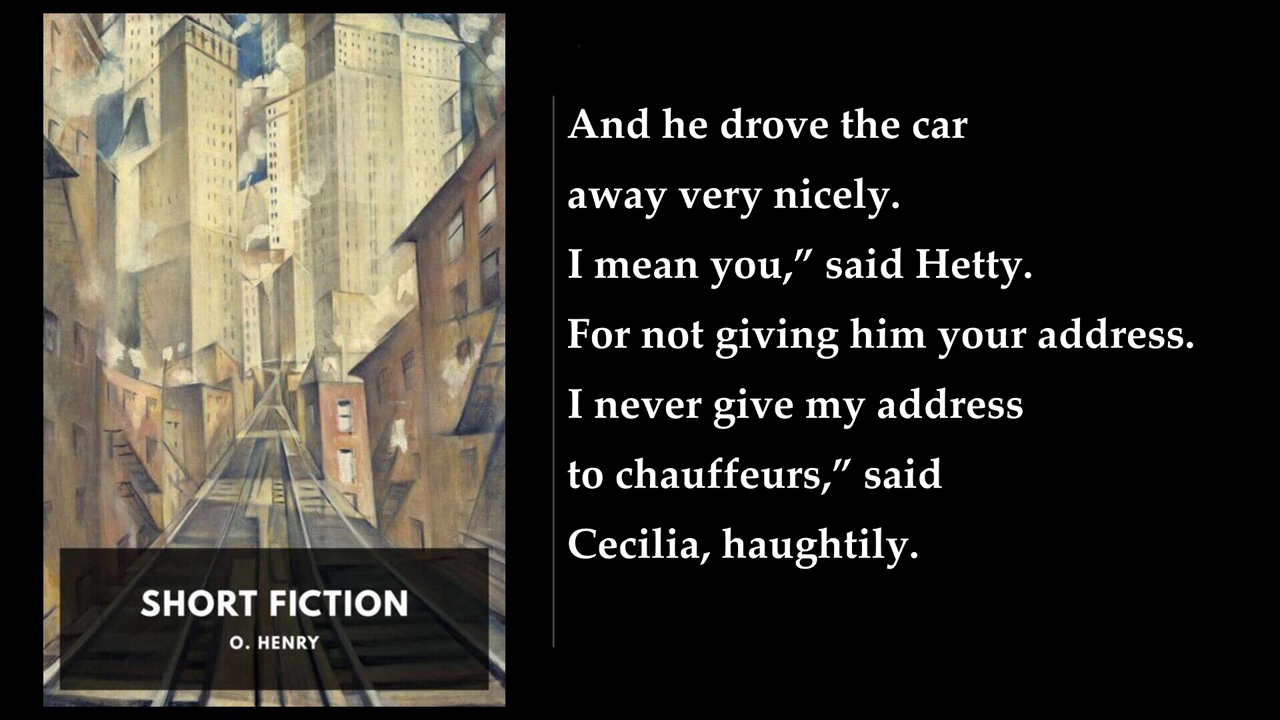 SHORT FICTION
O. HENRY
And he drove the car
away very nicely.
I mean you,” said Hetty.
For not giving him your address.
I never give my address
to chauffeurs,” said
Cecilia, haughtily.